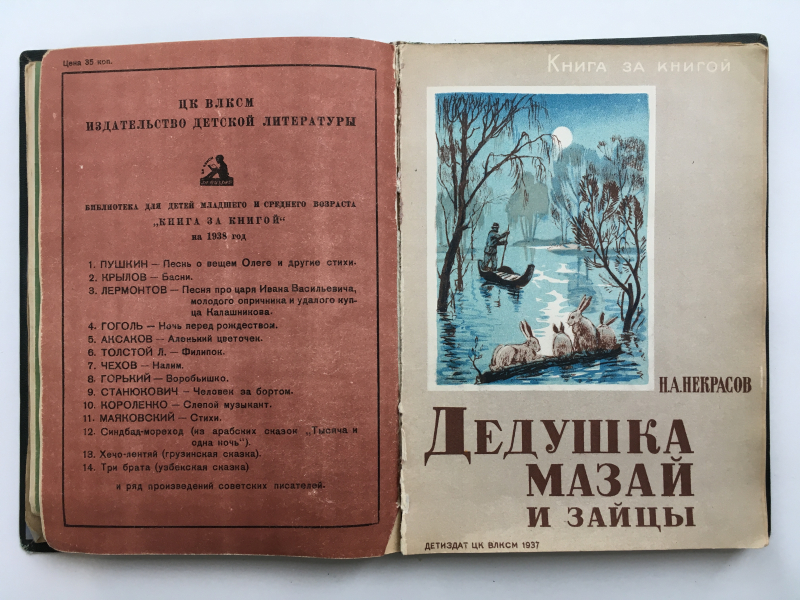 Цена 35 коп.
ЦК ВЛКСМ
ИЗДАТЕЛЬСТВО ДЕТСКОЙ ЛИТЕРАТУРЫ
БИБЛИОТЕКА ДЛЯ ДЕТЕЙ МЛАДШЕГО И СРЕДНЕГО ВОЗРАСТА
„КНИГА ЗА КНИГОЙ“
на 1938 год
1. ПУШКИН — Песнь о вещем Олеге и другие стихи.
2. КРЫЛОВ — Басни.
3. ЛЕРМОНТОВ — Песня про царя Ивана Васильевича,
молодого опричника и удалого куп-
ца Калашникова.
4. ГОГОЛЬ — Ночь перед рождеством.
5. АКСАКОВ — Аленький цветочек.
6. ТОЛСТОЙ Л. — Филипок.
7. ЧЕХОВ — Налим.
8. ГОРЬКИЙ — Воробьишко.
9. СТАНЮКОВИЧ — Человек за бортом.
10. КОРОЛЕНКО — Слепой музыкант.
11. МАЯКОВСКИЙ — Стихи.
12. Синдбад-мореход (из арабских сказок „Тысяча и
одна ночь“).
13. Хечо-лентяй (грузинская сказка).
14. Три брата (узбекская сказка)
и ряд произведений советских писателей.
Книга за книгой
Н.А.НЕКРАСОВ
ДЕДУШКА
МАЗАЙ
И ЗАЙЦЫ
ДЕТИЗДАТ ЦК ВЛКСМ 1937